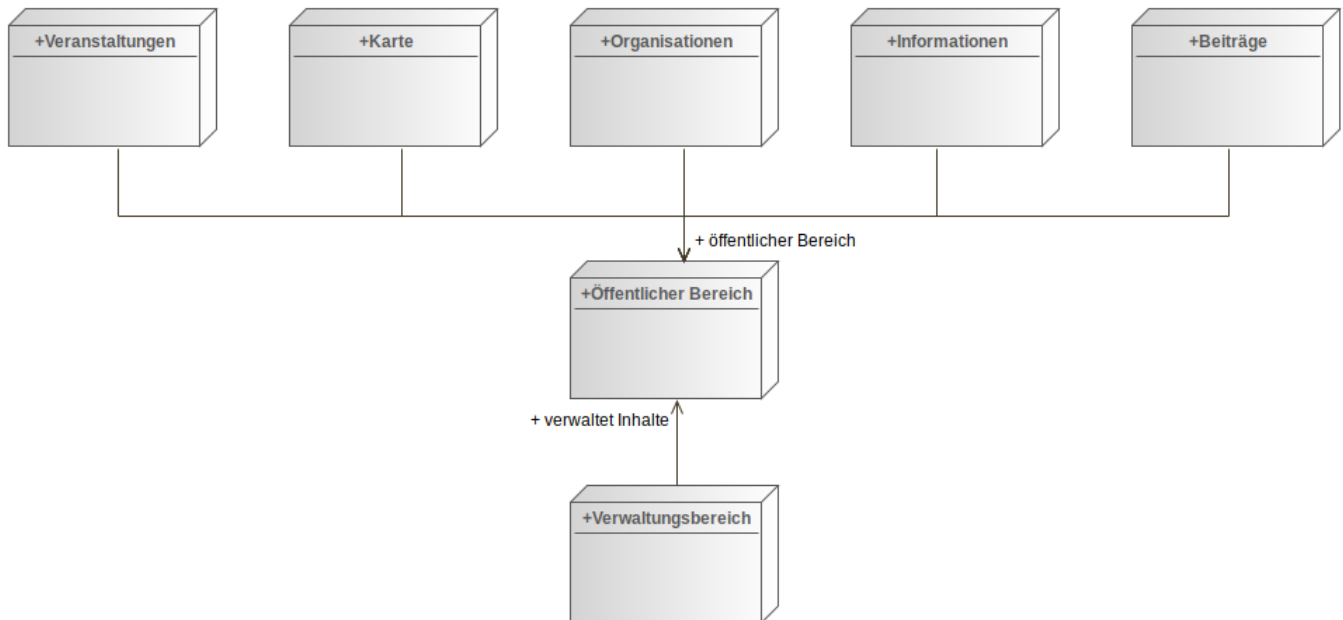 +Veranstaltungen
+Karte
+Organisationen
+Informationen
+Beiträge
+ öffentlicher Bereich
+Öffentlicher Bereich
+ verwaltet Inhalte
+Verwaltungsbereich